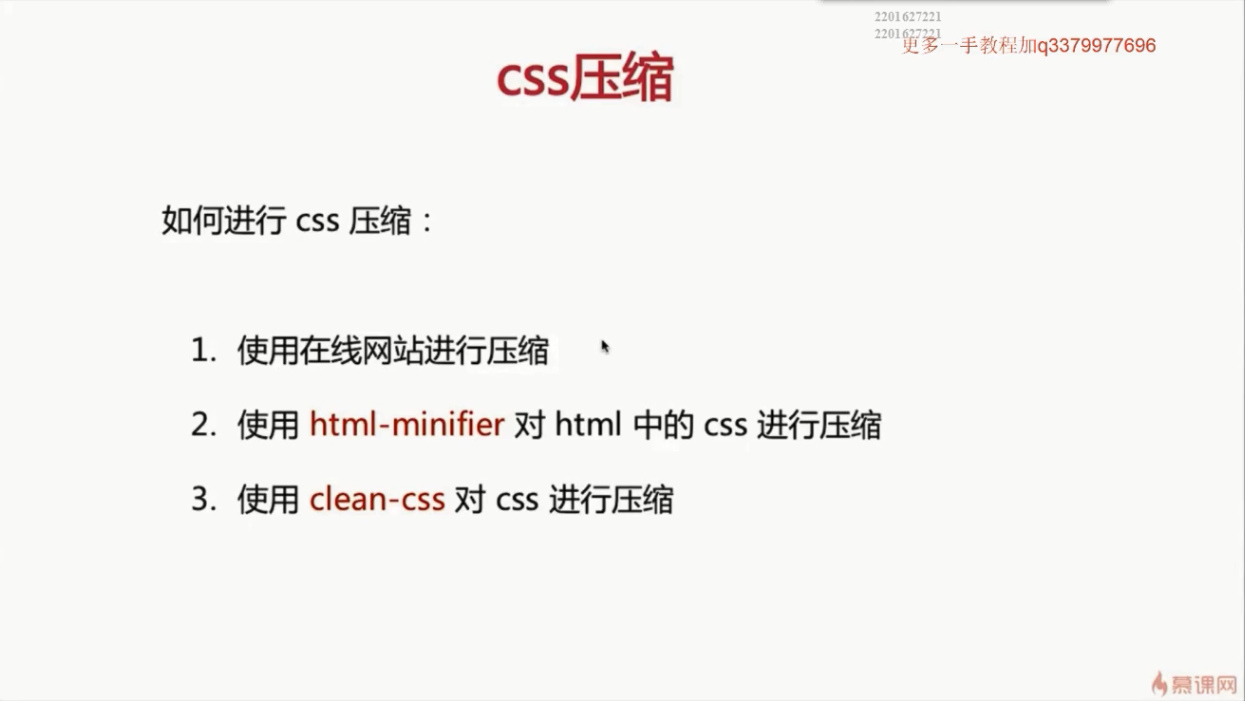 2201627221
2201627221
更多一手教程加q3379977696
css压缩
如何进行 css 压缩：
1. 使用在线网站进行压缩
2. 使用 html-minifier 对 html 中的 css 进行压缩
3. 使用 clean-css 对 css 进行压缩
慕课网